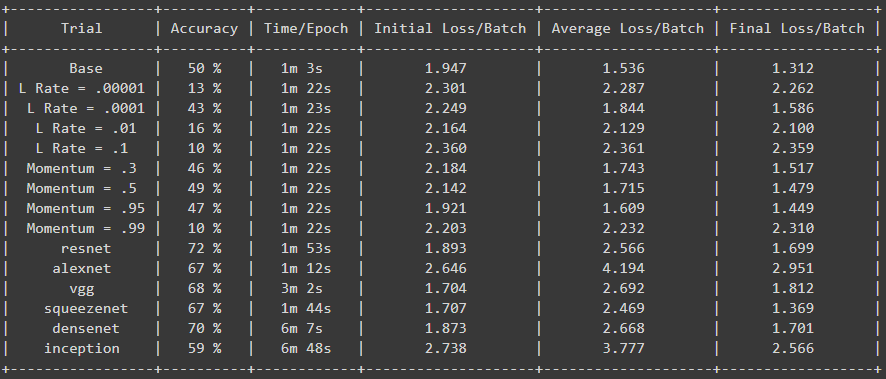 +------------------+----------+------------+--------------------+--------------------+------------------+
| Trial | Accuracy | Time/Epoch | Initial Loss/Batch | Average Loss/Batch | Final Loss/Batch |
+------------------+----------+------------+--------------------+--------------------+------------------+
| Base | 50 % | 1m 3s | 1.947 | 1.536 | 1.312 |
| L Rate = .00001 | 13 % | 1m 22s | 2.301 | 2.287 | 2.262 |
| L Rate = .0001 | 43 % | 1m 23s | 2.249 | 1.844 | 1.586 |
| L Rate = .01 | 16 % | 1m 22s | 2.164 | 2.129 | 2.100 |
| L Rate = .1 | 10 % | 1m 22s | 2.360 | 2.361 | 2.359 |
| Momentum = .3 | 46 % | 1m 22s | 2.184 | 1.743 | 1.517 |
| Momentum = .5 | 49 % | 1m 22s | 2.142 | 1.715 | 1.479 |
| Momentum = .95 | 47 % | 1m 22s | 1.921 | 1.609 | 1.449 |
| Momentum = .99 | 10 % | 1m 22s | 2.203 | 2.232 | 2.310 |
| resnet | 72 % | 1m 53s | 1.893 | 2.566 | 1.699 |
| alexnet | 67 % | 1m 12s | 2.646 | 4.194 | 2.951 |
| vgg | 68 % | 3m 2s | 1.704 | 2.692 | 1.812 |
| squeezenet | 67 % | 1m 44s | 1.707 | 2.469 | 1.369 |
| densenet | 70 % | 6m 7s | 1.873 | 2.668 | 1.701 |
| inception | 59 % | 6m 48s | 2.738 | 3.777 | 2.566 |
+------------------+----------+------------+--------------------+--------------------+------------------+